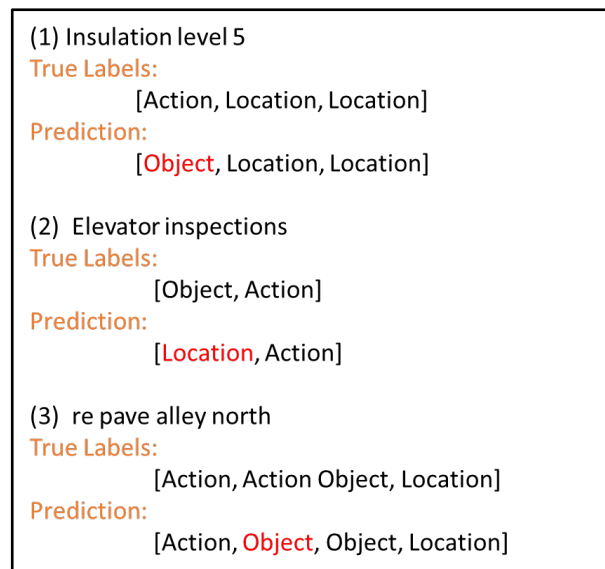 (1) Insulation level 5
True Labels:
[Action, Location, Location]
Prediction:
[Object, Location, Location]
(2) Elevator inspections
True Labels:
[Object, Action]
Prediction:
[Location, Action]
(3) re pave alley north
True Labels:
[Action, Action Object, Location]
Prediction:
[Action, Object, Object, Location]